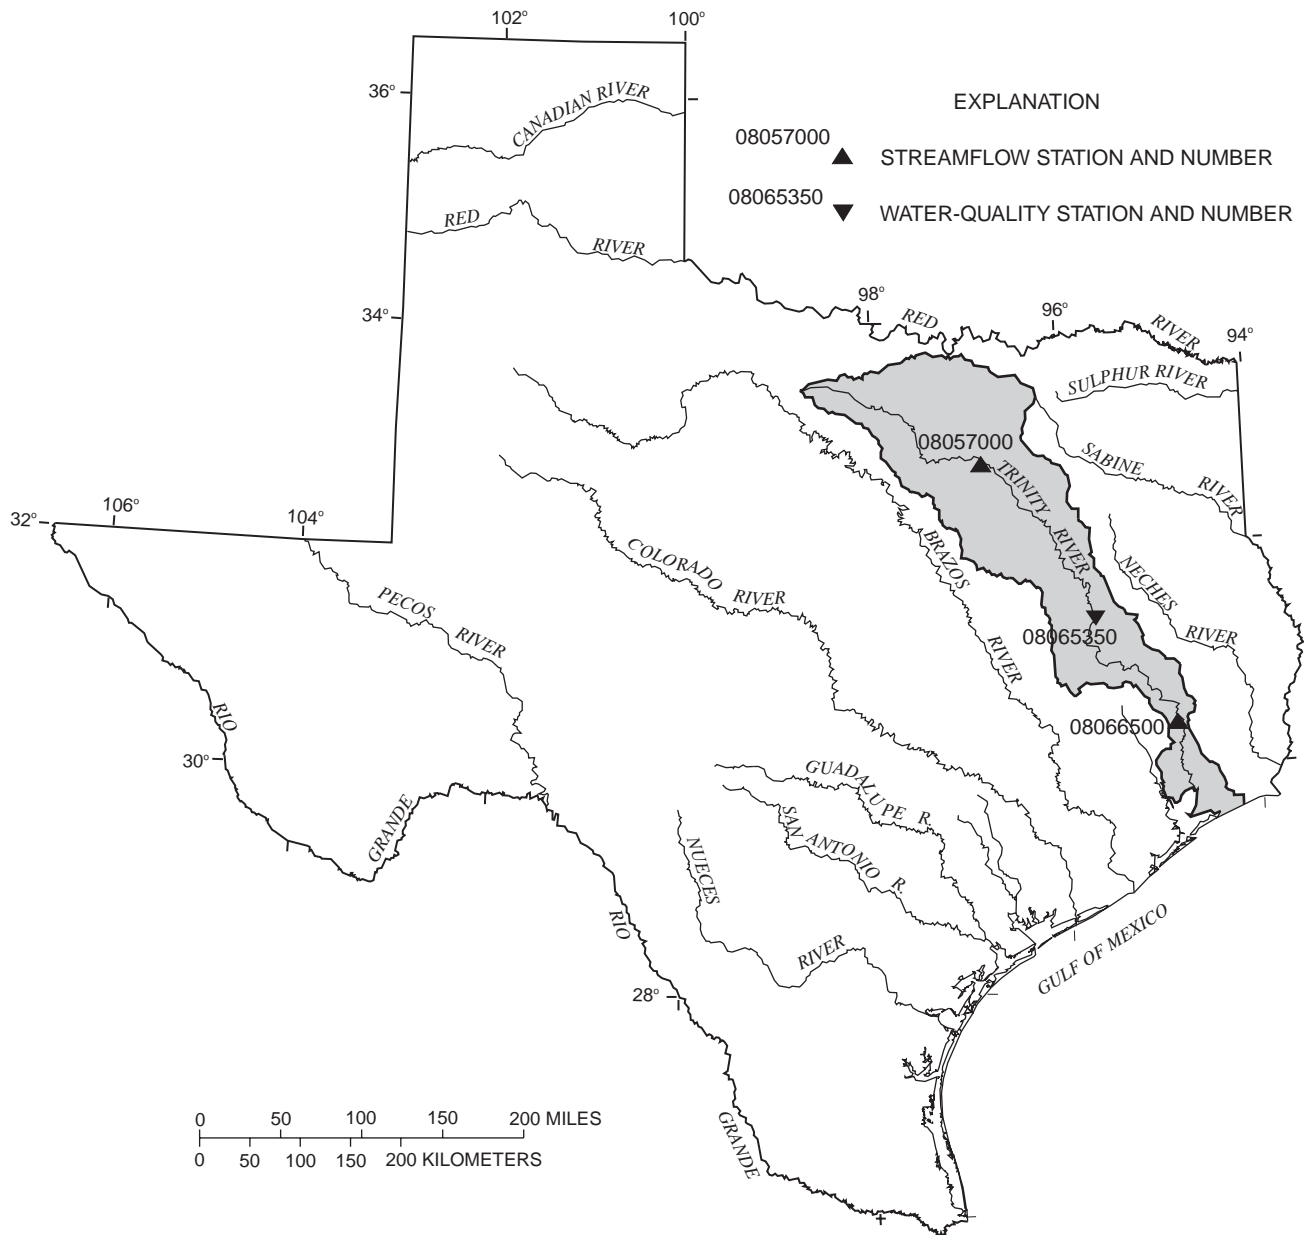 102°
100°
36°
CANADIAN RIVER
EXPLANATION
08057000
STREAMFLOW STATION AND NUMBER
08065350
WATER-QUALITY STATION AND NUMBER
RED
RIVER
34°
98°
RED
96°
RIVER
94°
SULPHUR RIVER
08057000
TRINITY
RIVER
SABINE
RIVER
32°
106°
104°
BRAZOS
RIVER
NECHES
RIVER
COLORADO
RIVER
PECOS
RIVER
08065350
08066500
RIO
GRANDE
30°
GUADALUPE R.
SAN ANTONIO R.
NUECES
RIVER
RIO
GRANDE
GULF OF MEXICO
28°
0 50 100 150 200 MILES
0 50 100 150 200 KILOMETERS